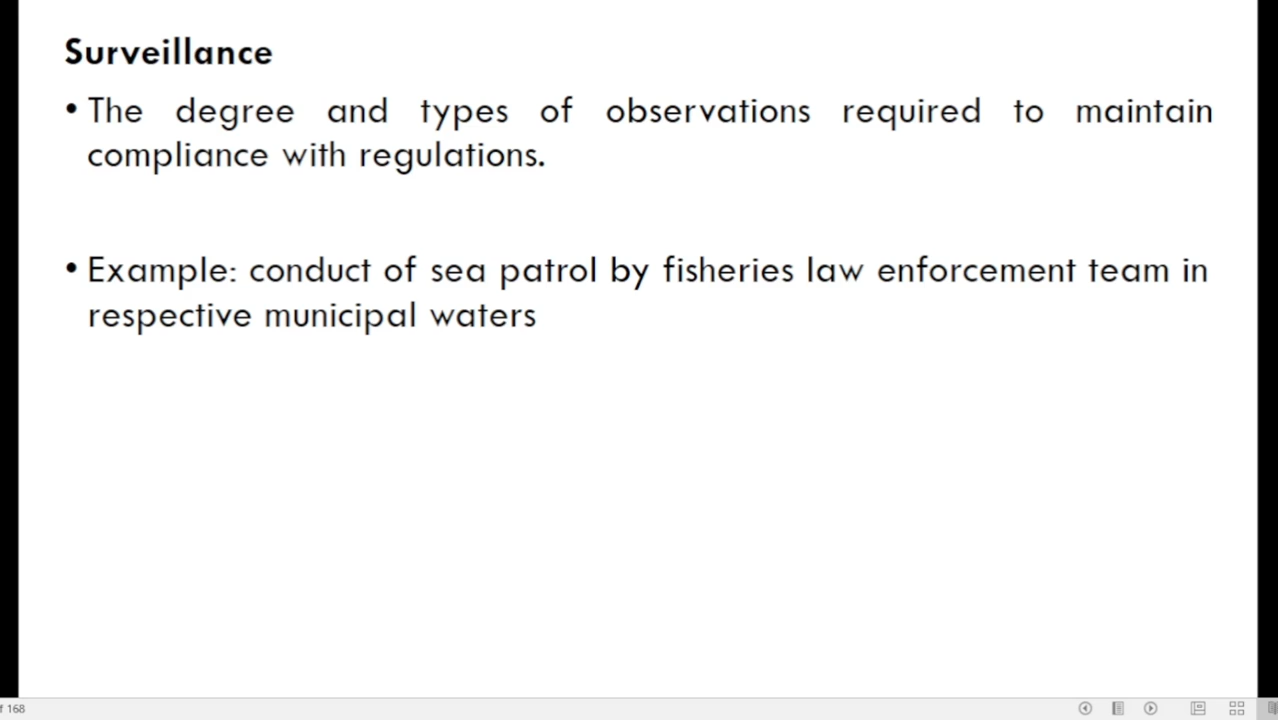 Surveillance
• The degree and types of observations required to maintain
compliance with regulations.
• Example: conduct of sea patrol by fisheries law enforcement team in
respective municipal waters
f 168